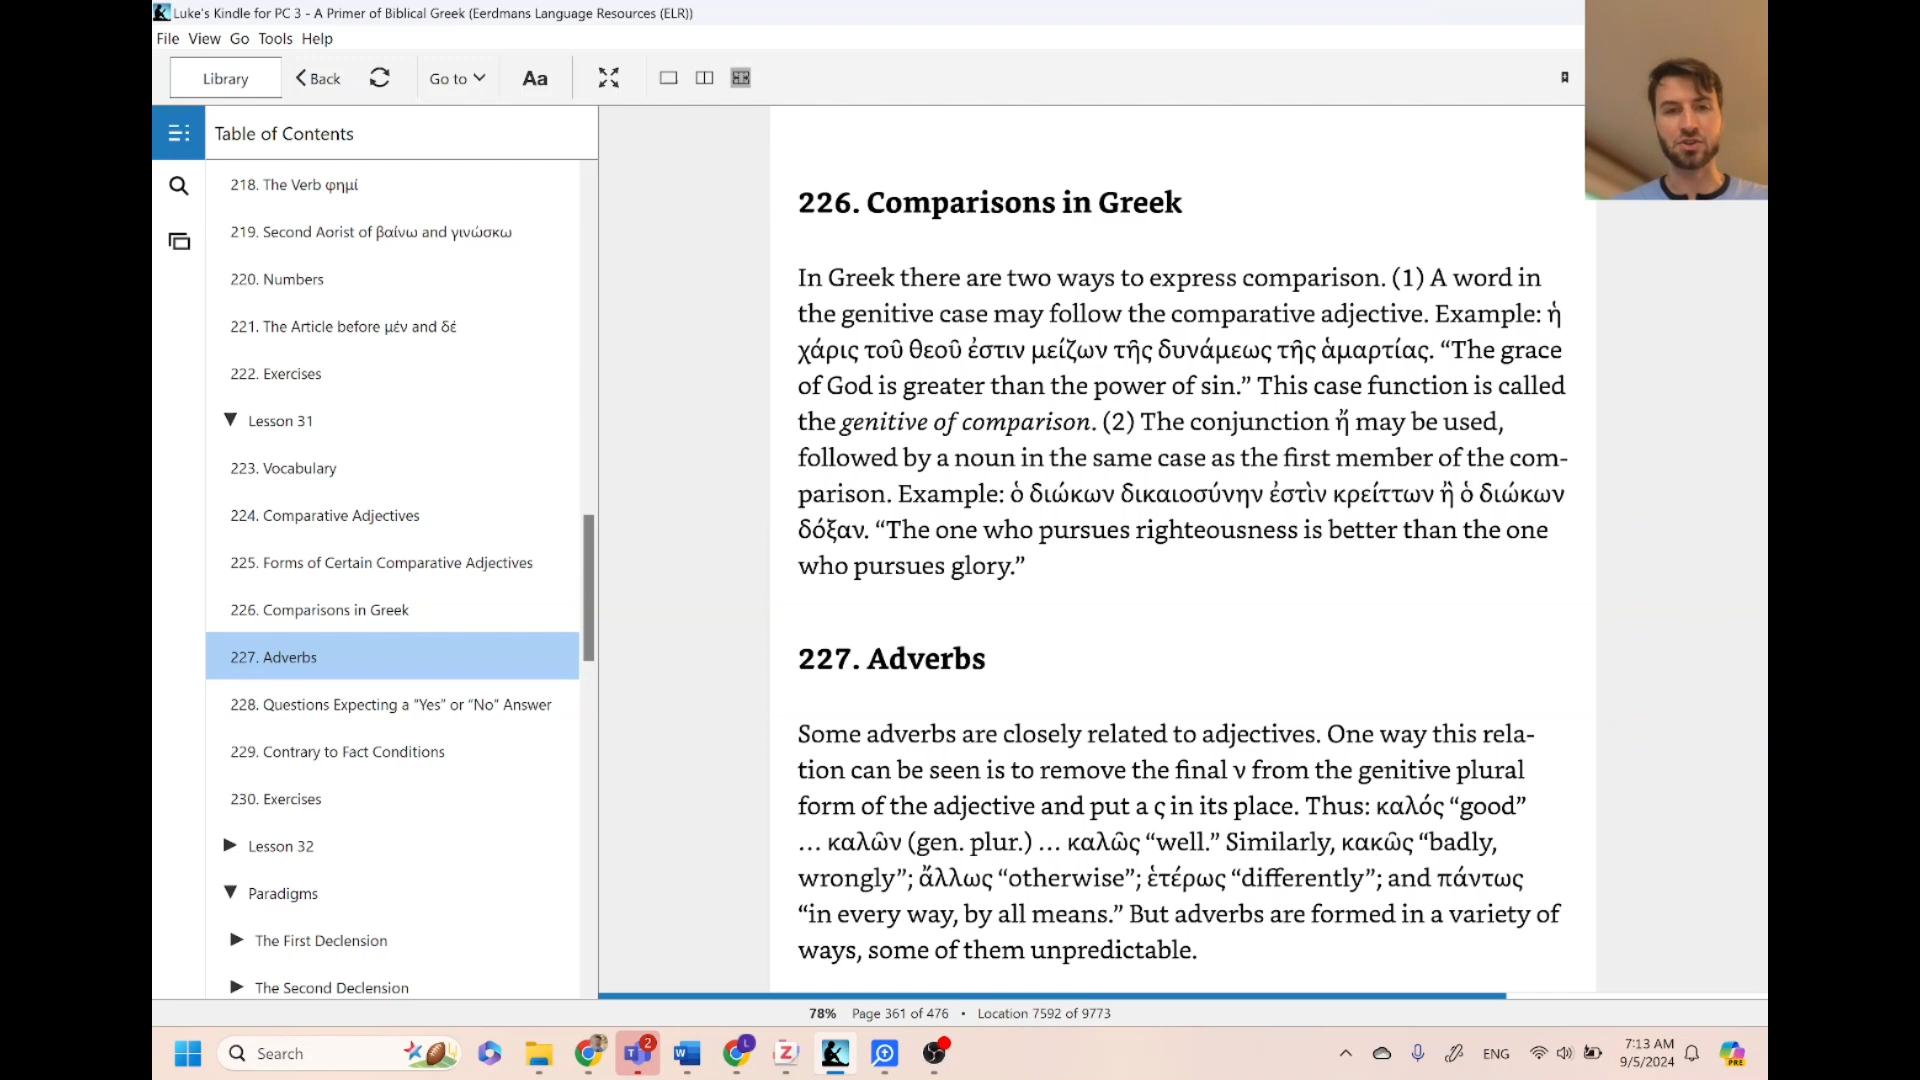 Luke's Kindle for PC 3 - A Primer of Biblical Greek (Eerdmans Language Resources (ELR))
File View Go Tools Help
Library Back Go to Aa
Table of Contents
218. The Verb φημί
219. Second Aorist of βαίνω and γινώσκω
220. Numbers
221. The Article before μέν and δέ
222. Exercises
Lesson 31
223. Vocabulary
224. Comparative Adjectives
225. Forms of Certain Comparative Adjectives
226. Comparisons in Greek
227. Adverbs
228. Questions Expecting a "Yes" or “No” Answer
229. Contrary to Fact Conditions
230. Exercises
Lesson 32
Paradigms
The First Declension
The Second Declension
226. Comparisons in Greek
In Greek there are two ways to express comparison. (1) A word in
the genitive case may follow the comparative adjective. Example: ἡ
χάρις τοῦ θεοῦ ἐστιν μείζων τῆς δυνάμεως τῆς ἁμαρτίας. “The grace
of God is greater than the power of sin.” This case function is called
the genitive of comparison. (2) The conjunction ἤ may be used,
followed by a noun in the same case as the first member of the com-
parison. Example: ὁ διώκων δικαιοσύνην ἐστὶν κρείττων ἢ ὁ διώκων
δόξαν. “The one who pursues righteousness is better than the one
who pursues glory.”
227. Adverbs
Some adverbs are closely related to adjectives. One way this rela-
tion can be seen is to remove the final ν from the genitive plural
form of the adjective and put a ς in its place. Thus: καλός “good”
… καλῶν (gen. plur.) … καλῶς “well.” Similarly, κακῶς “badly,
wrongly”; ἄλλως “otherwise”; ἑτέρως “differently”; and πάντως
“in every way, by all means.” But adverbs are formed in a variety of
ways, some of them unpredictable.
78% Page 361 of 476 • Location 7592 of 9773
Search
2
L
ENG
7:13 AM
9/5/2024
PRE